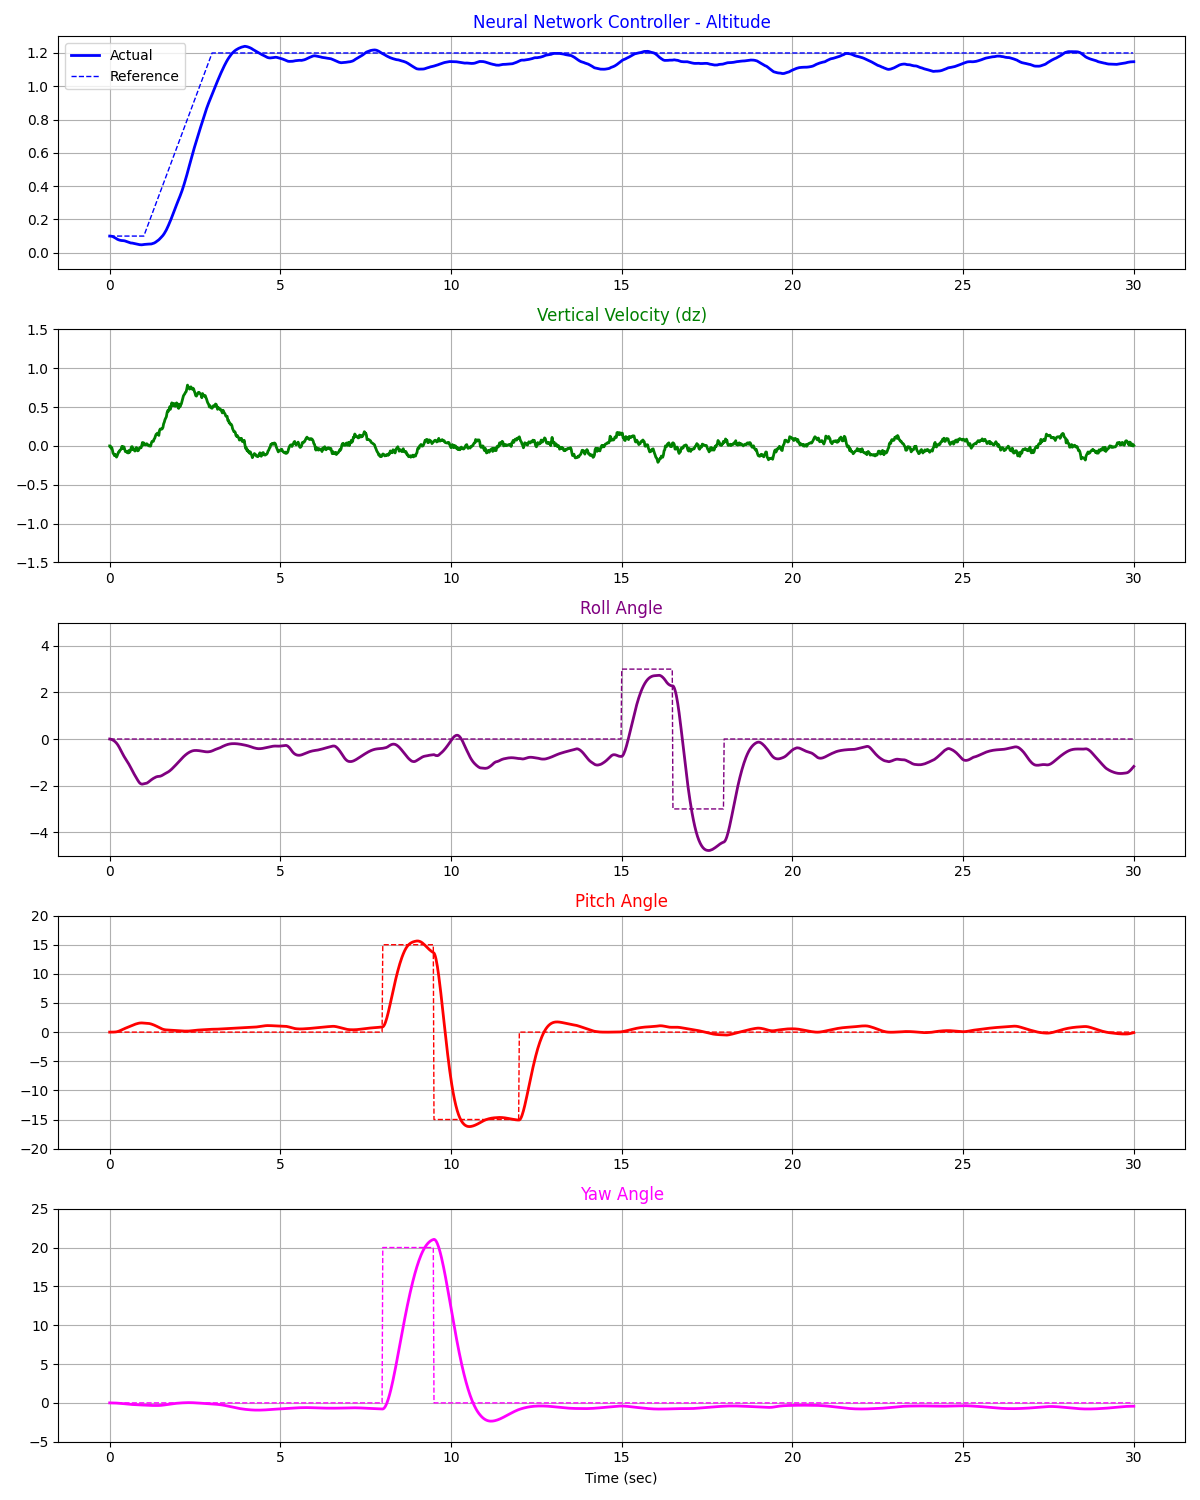 Neural Network Controller - Altitude
Actual
Reference
1.2
1.0
0.8
0.6
0.4
0.2
0.0
0 5 10 15 20 25 30
Vertical Velocity (dz)
1.5
1.0
0.5
0.0
−0.5
−1.0
−1.5
0 5 10 15 20 25 30
Roll Angle
4
2
0
−2
−4
0 5 10 15 20 25 30
Pitch Angle
20
15
10
5
0
−5
−10
−15
−20
0 5 10 15 20 25 30
Yaw Angle
25
20
15
10
5
0
−5
0 5 10 15 20 25 30
Time (sec)